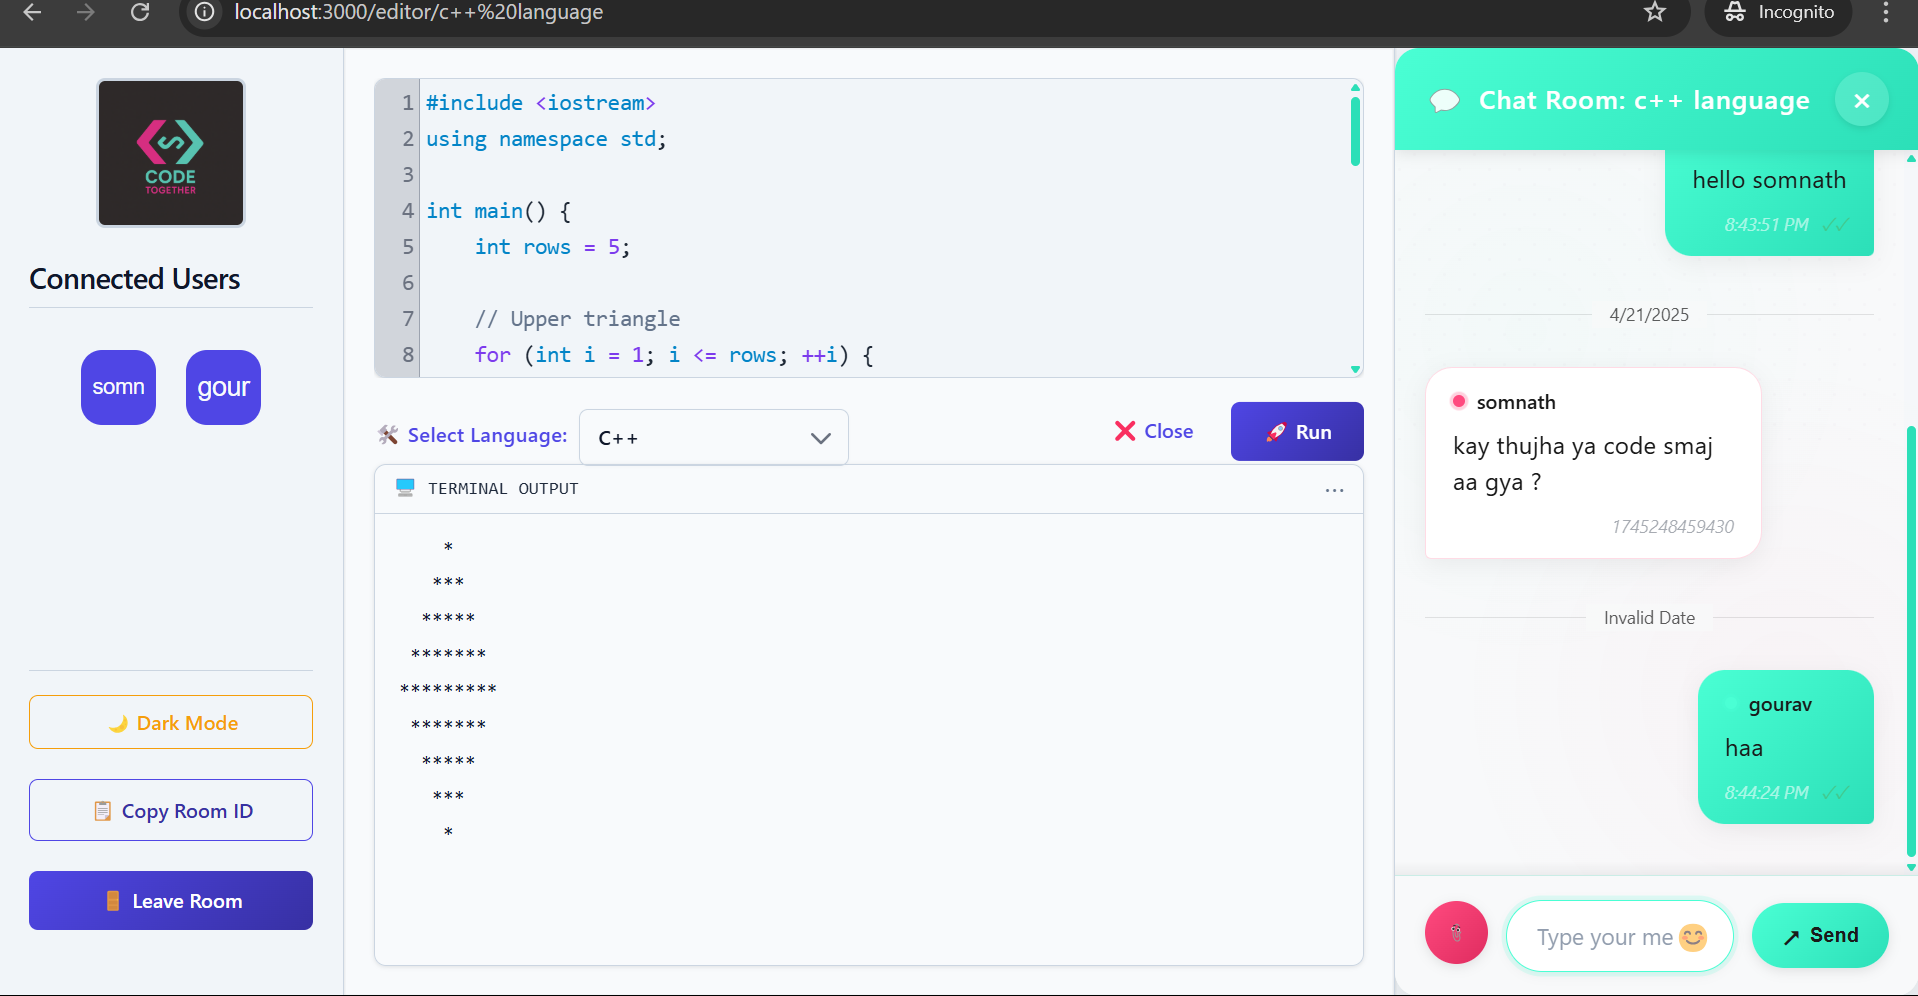 localhost:3000/editor/c++%20language
Incognito
CODE
TOGETHER
Connected Users
somn
gour
🌙 Dark Mode
📋 Copy Room ID
🚪 Leave Room
1 #include <iostream>
2 using namespace std;
3
4 int main() {
5     int rows = 5;
6
7     // Upper triangle
8     for (int i = 1; i <= rows; ++i) {
🛠 Select Language:
C++
❌ Close
🚀 Run
🖥 TERMINAL OUTPUT
...
    *
   ***
  *****
 *******
*********
 *******
  *****
   ***
    *
💬 Chat Room: c++ language
×
hello somnath
8:43:51 PM ✓✓
4/21/2025
somnath
kay thujha ya code smaj
aa gya ?
1745248459430
Invalid Date
gourav
haa
8:44:24 PM ✓✓
Type your me 😊
➚ Send